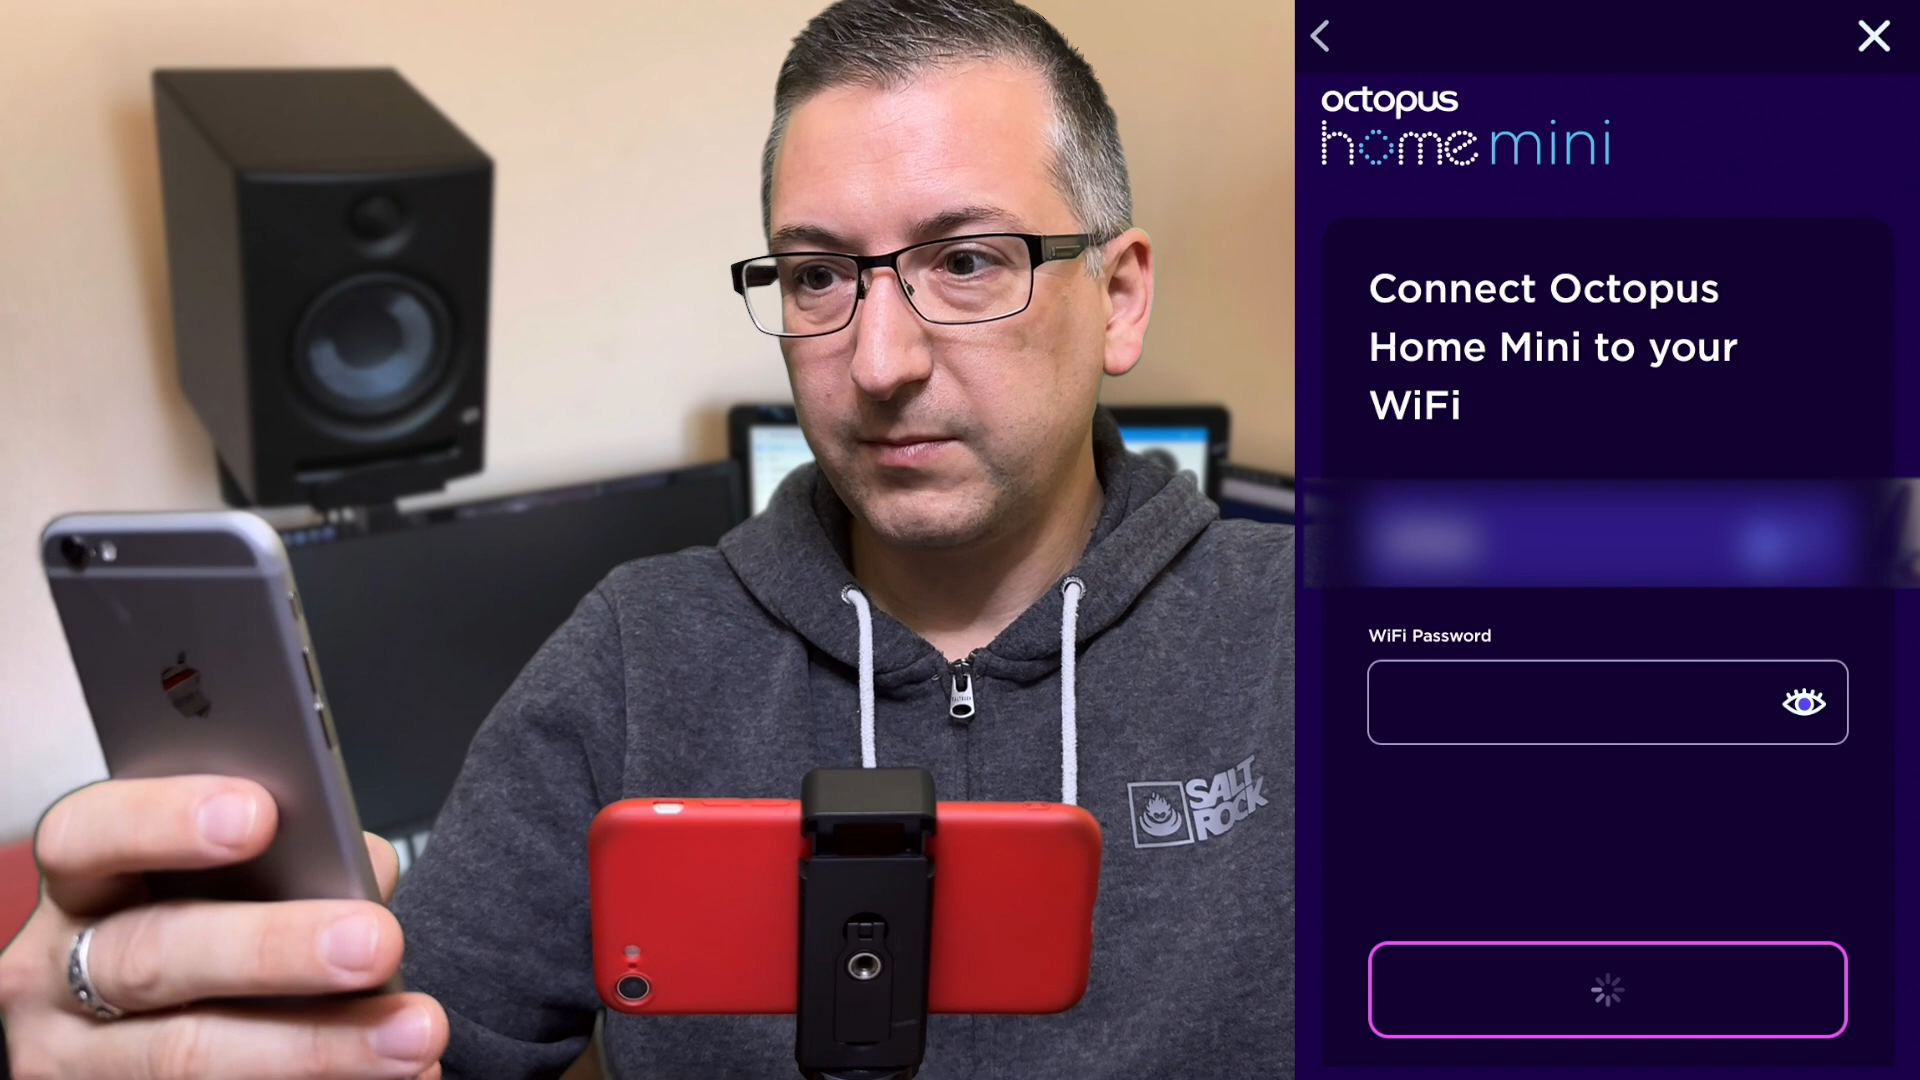 SALT
ROCK
octopus
home mini
Connect Octopus
Home Mini to your
WiFi
WiFi Password